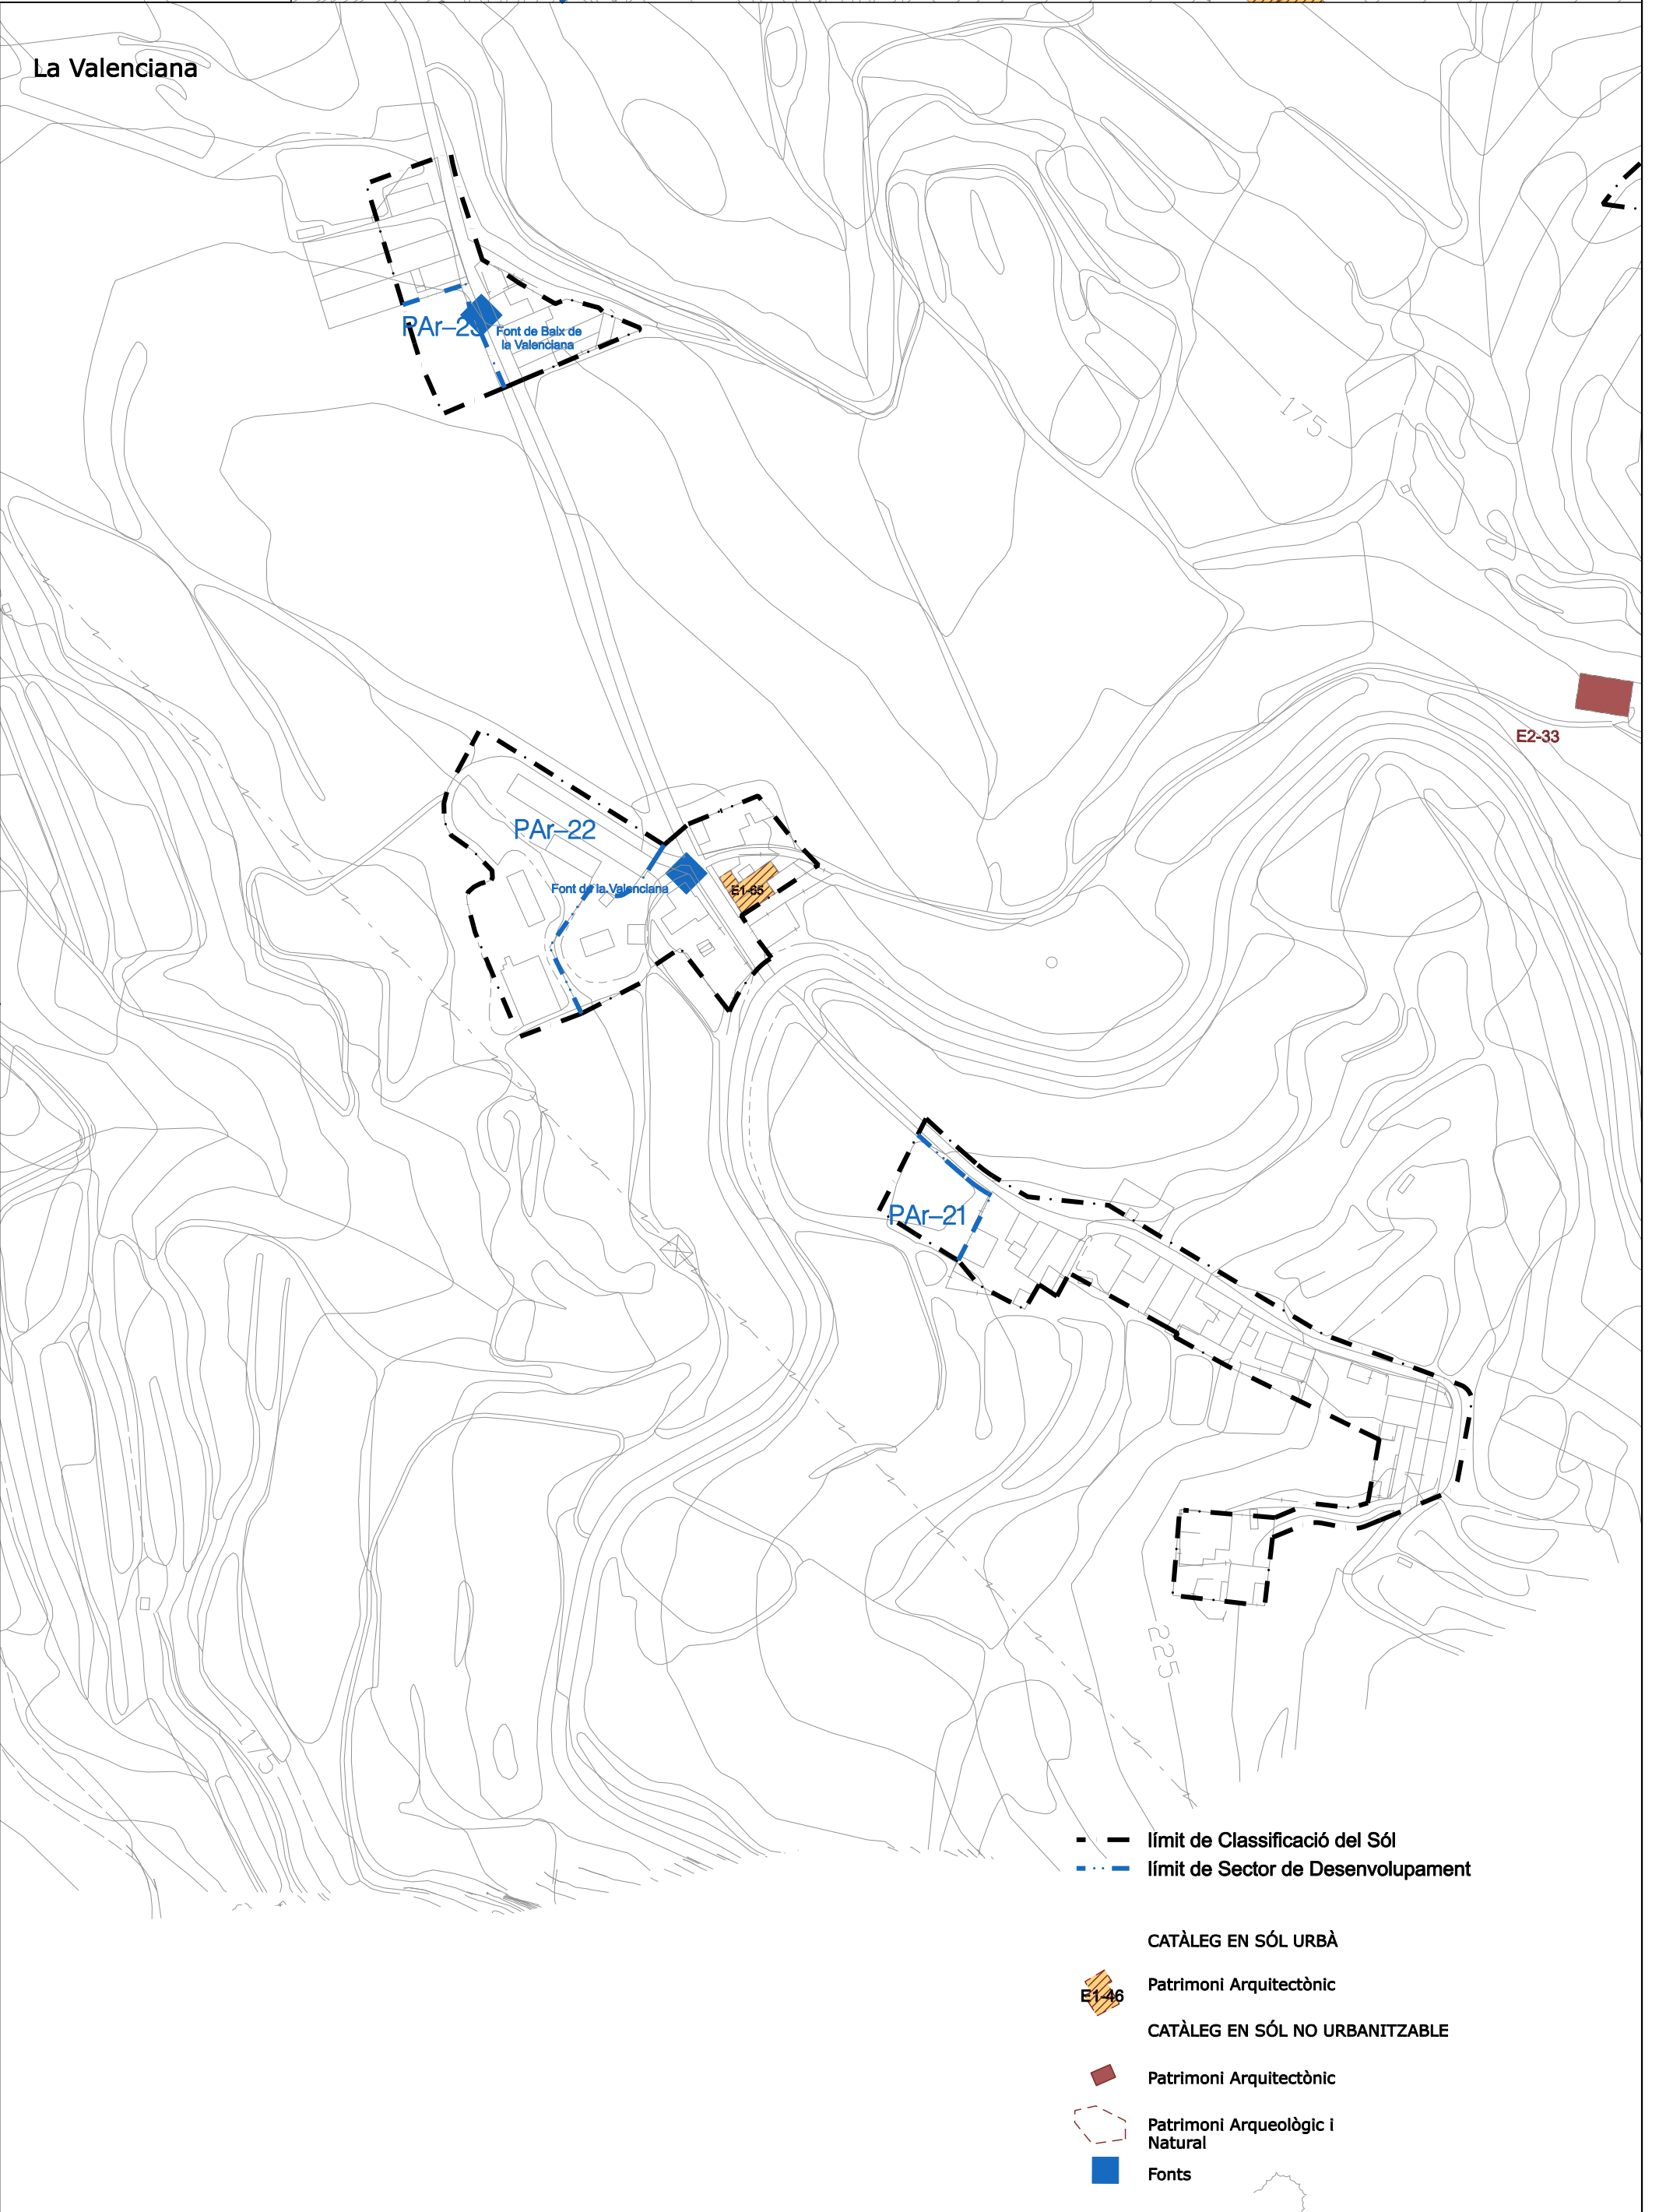 La Valenciana
PAr–23
Font de Baix de
la Valenciana
175
E2-33
PAr–22
Font de la Valenciana
E1-65
PAr–21
225
175
límit de Classificació del Sól
límit de Sector de Desenvolupament
CATÀLEG EN SÓL URBÀ
Patrimoni Arquitectònic
E1-46
CATÀLEG EN SÓL NO URBANITZABLE
Patrimoni Arquitectònic
Patrimoni Arqueològic i
Natural
Fonts